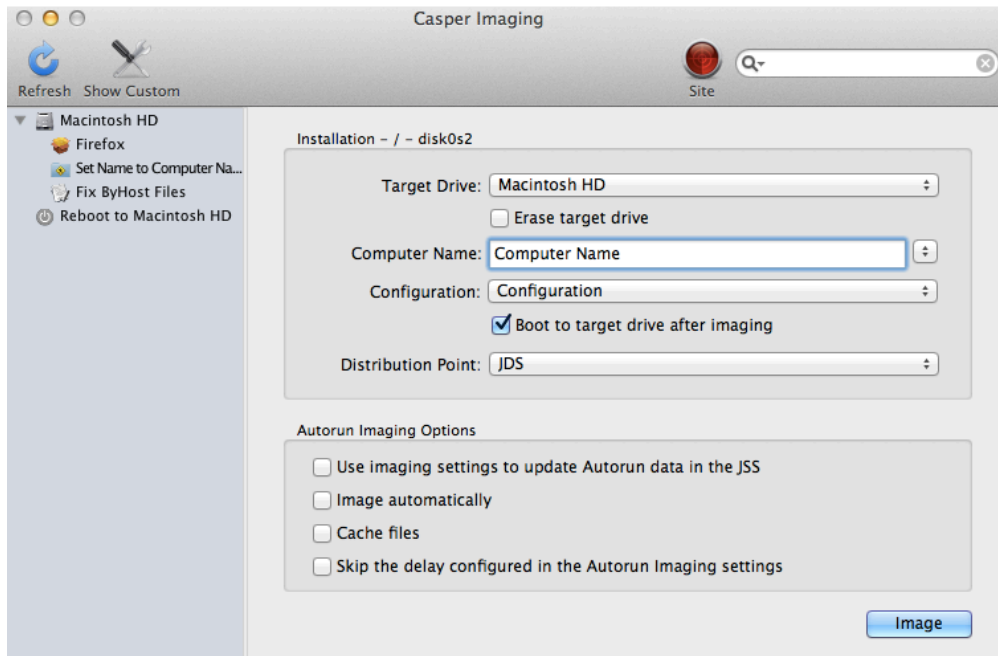 Casper Imaging
Refresh Show Custom
Site
Macintosh HD
Firefox
Set Name to Computer Na...
Fix ByHost Files
Reboot to Macintosh HD
Installation – / – disk0s2
Target Drive: Macintosh HD
Erase target drive
Computer Name: Computer Name
Configuration: Configuration
Boot to target drive after imaging
Distribution Point: JDS
Autorun Imaging Options
Use imaging settings to update Autorun data in the JSS
Image automatically
Cache files
Skip the delay configured in the Autorun Imaging settings
Image